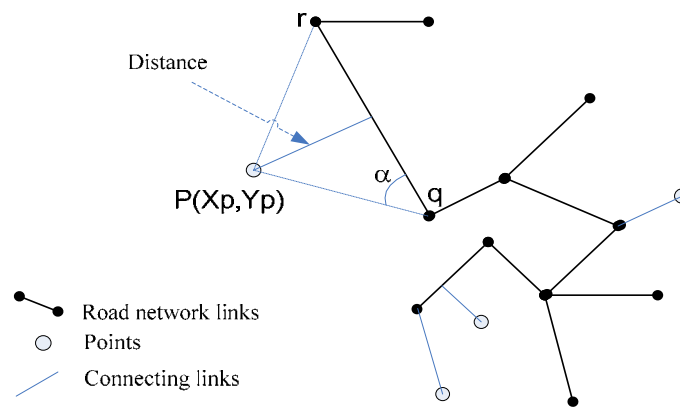 r
Distance
α
q
P(Xp,Yp)
Road network links
Points
Connecting links